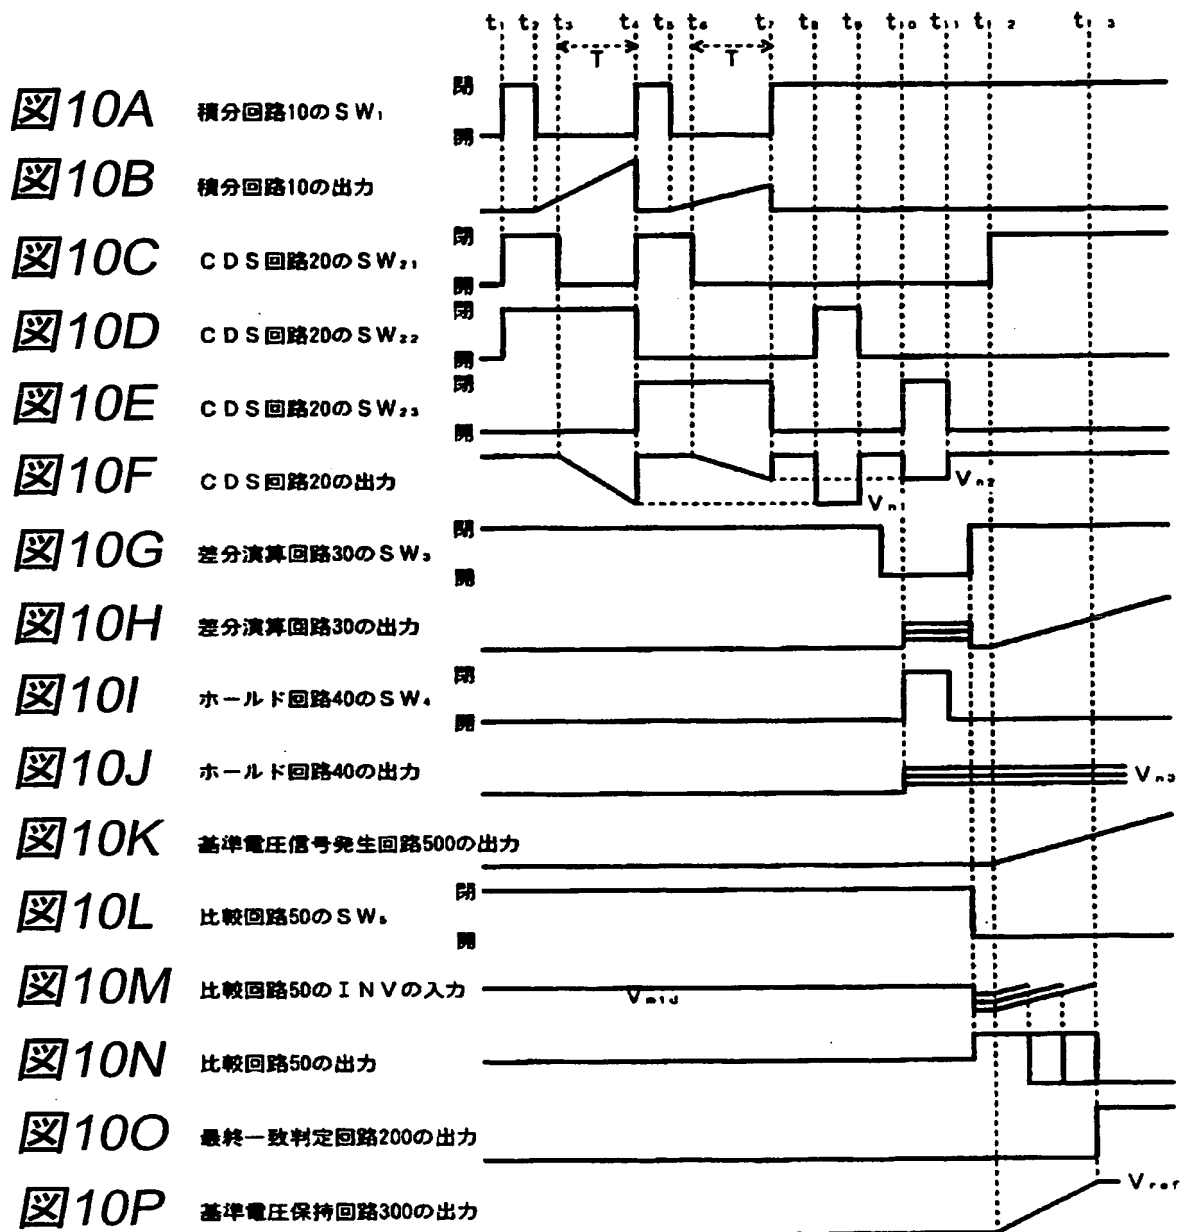 t₁ t₂ t₃ t₄ t₅ t₆ t₇ t₈ t₉ t₁₀ t₁₁ t₁₂ t₁₃
T T
図10A 積分回路10のSW₁ 閉 開
図10B 積分回路10の出力
図10C CDS回路20のSW₂₁ 閉 開
図10D CDS回路20のSW₂₂ 閉 開
図10E CDS回路20のSW₂₃ 閉 開
図10F CDS回路20の出力 Vₙ₂
Vₙ
図10G 差分演算回路30のSW₃ 閉 開
図10H 差分演算回路30の出力
図10I ホールド回路40のSW₄ 閉 開
図10J ホールド回路40の出力 Vₙ₃
図10K 基準電圧信号発生回路500の出力
図10L 比較回路50のSW₅ 閉 開
図10M 比較回路50のINVの入力 Vmid
図10N 比較回路50の出力
図10O 最終一致判定回路200の出力
図10P 基準電圧保持回路300の出力 Vref